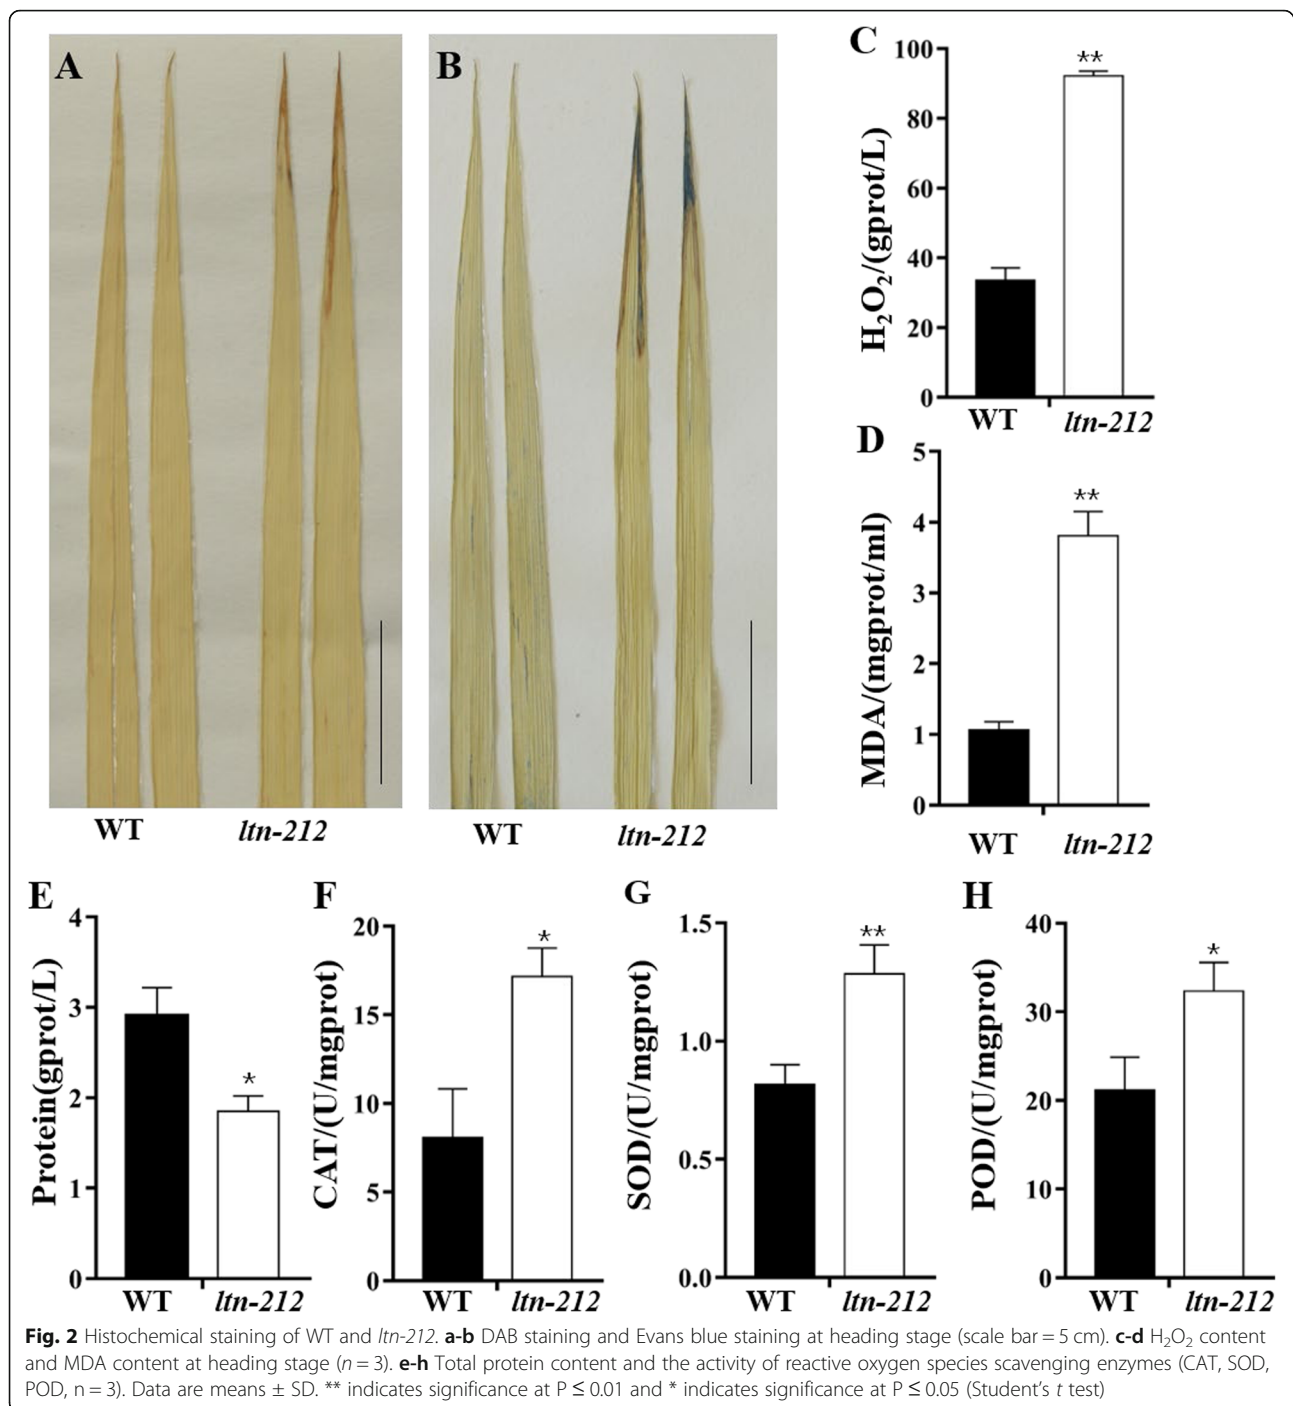 A
B
WT
ltn-212
WT
ltn-212
C
H₂O₂/(gprot/L)
100
80
60
40
20
0
**
WT
ltn-212
D
MDA/(mgprot/ml)
5
4
3
2
1
0
**
WT
ltn-212
E
Protein(gprot/L)
4
3
2
1
0
*
WT
ltn-212
F
CAT/(U/mgprot)
20
15
10
5
0
*
WT
ltn-212
G
SOD/(U/mgprot)
1.5
1.0
0.5
0.0
**
WT
ltn-212
H
POD/(U/mgprot)
40
30
20
10
0
*
WT
ltn-212
Fig. 2 Histochemical staining of WT and ltn-212. a-b DAB staining and Evans blue staining at heading stage (scale bar = 5 cm). c-d H₂O₂ content
and MDA content at heading stage (n = 3). e-h Total protein content and the activity of reactive oxygen species scavenging enzymes (CAT, SOD,
POD, n = 3). Data are means ± SD. ** indicates significance at P ≤ 0.01 and * indicates significance at P ≤ 0.05 (Student's t test)